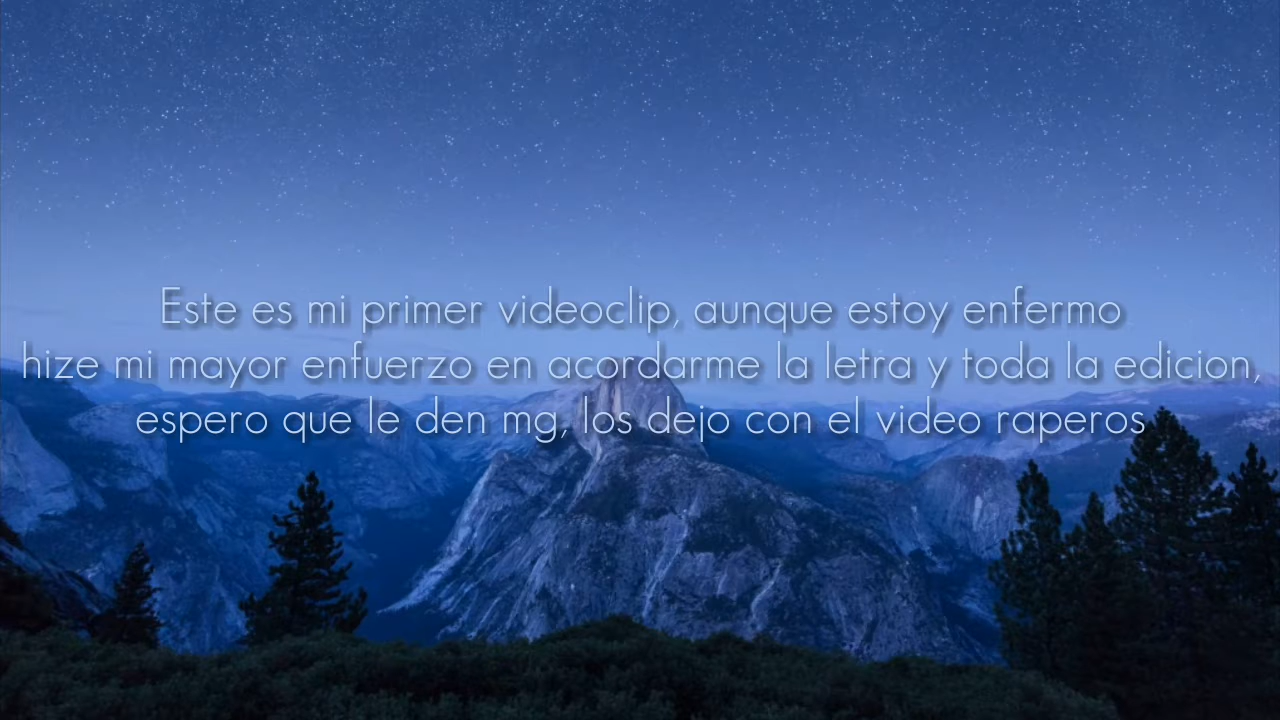 Este es mi primer videoclip, aunque estoy enfermo
hize mi mayor enfuerzo en acordarme la letra y toda la edicion,
espero que le den mg, los dejo con el video raperos